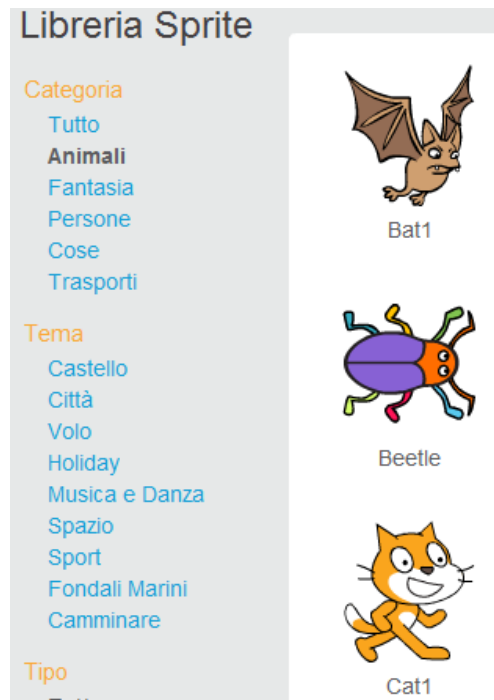 Libreria Sprite
Categoria
Tutto
Animali
Fantasia
Persone
Cose
Trasporti
Tema
Castello
Città
Volo
Holiday
Musica e Danza
Spazio
Sport
Fondali Marini
Camminare
Tipo
Bat1
Beetle
Cat1